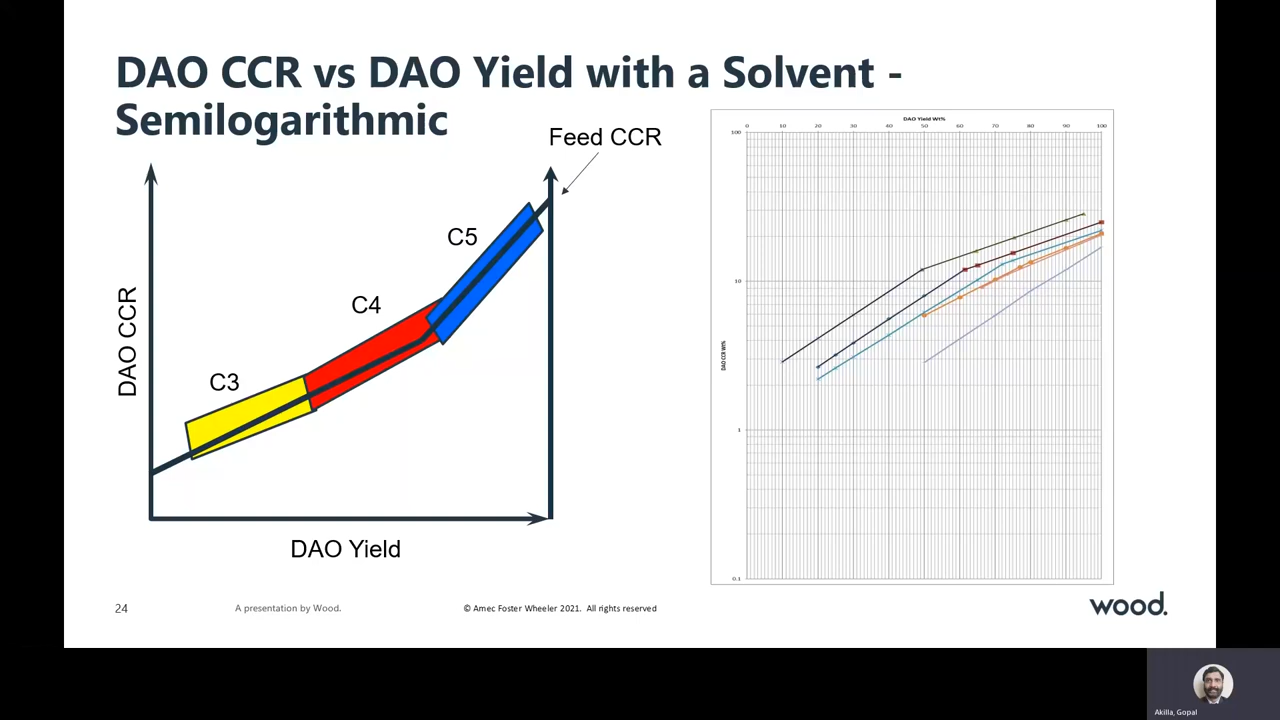 DAO CCR vs DAO Yield with a Solvent -
Semilogarithmic
Feed CCR
C5
C4
C3
DAO CCR
DAO Yield
DAO Yield Wt%
0 10 20 30 40 50 60 70 80 90 100
100
10
1
0.1
DAO CCR Wt%
24
A presentation by Wood.
© Amec Foster Wheeler 2021. All rights reserved
wood.
Akilla, Gopal